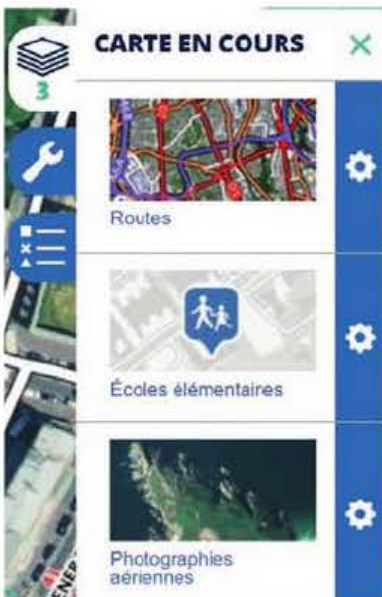 CARTE EN COURS
3
Routes
Écoles élémentaires
Photographies
aériennes